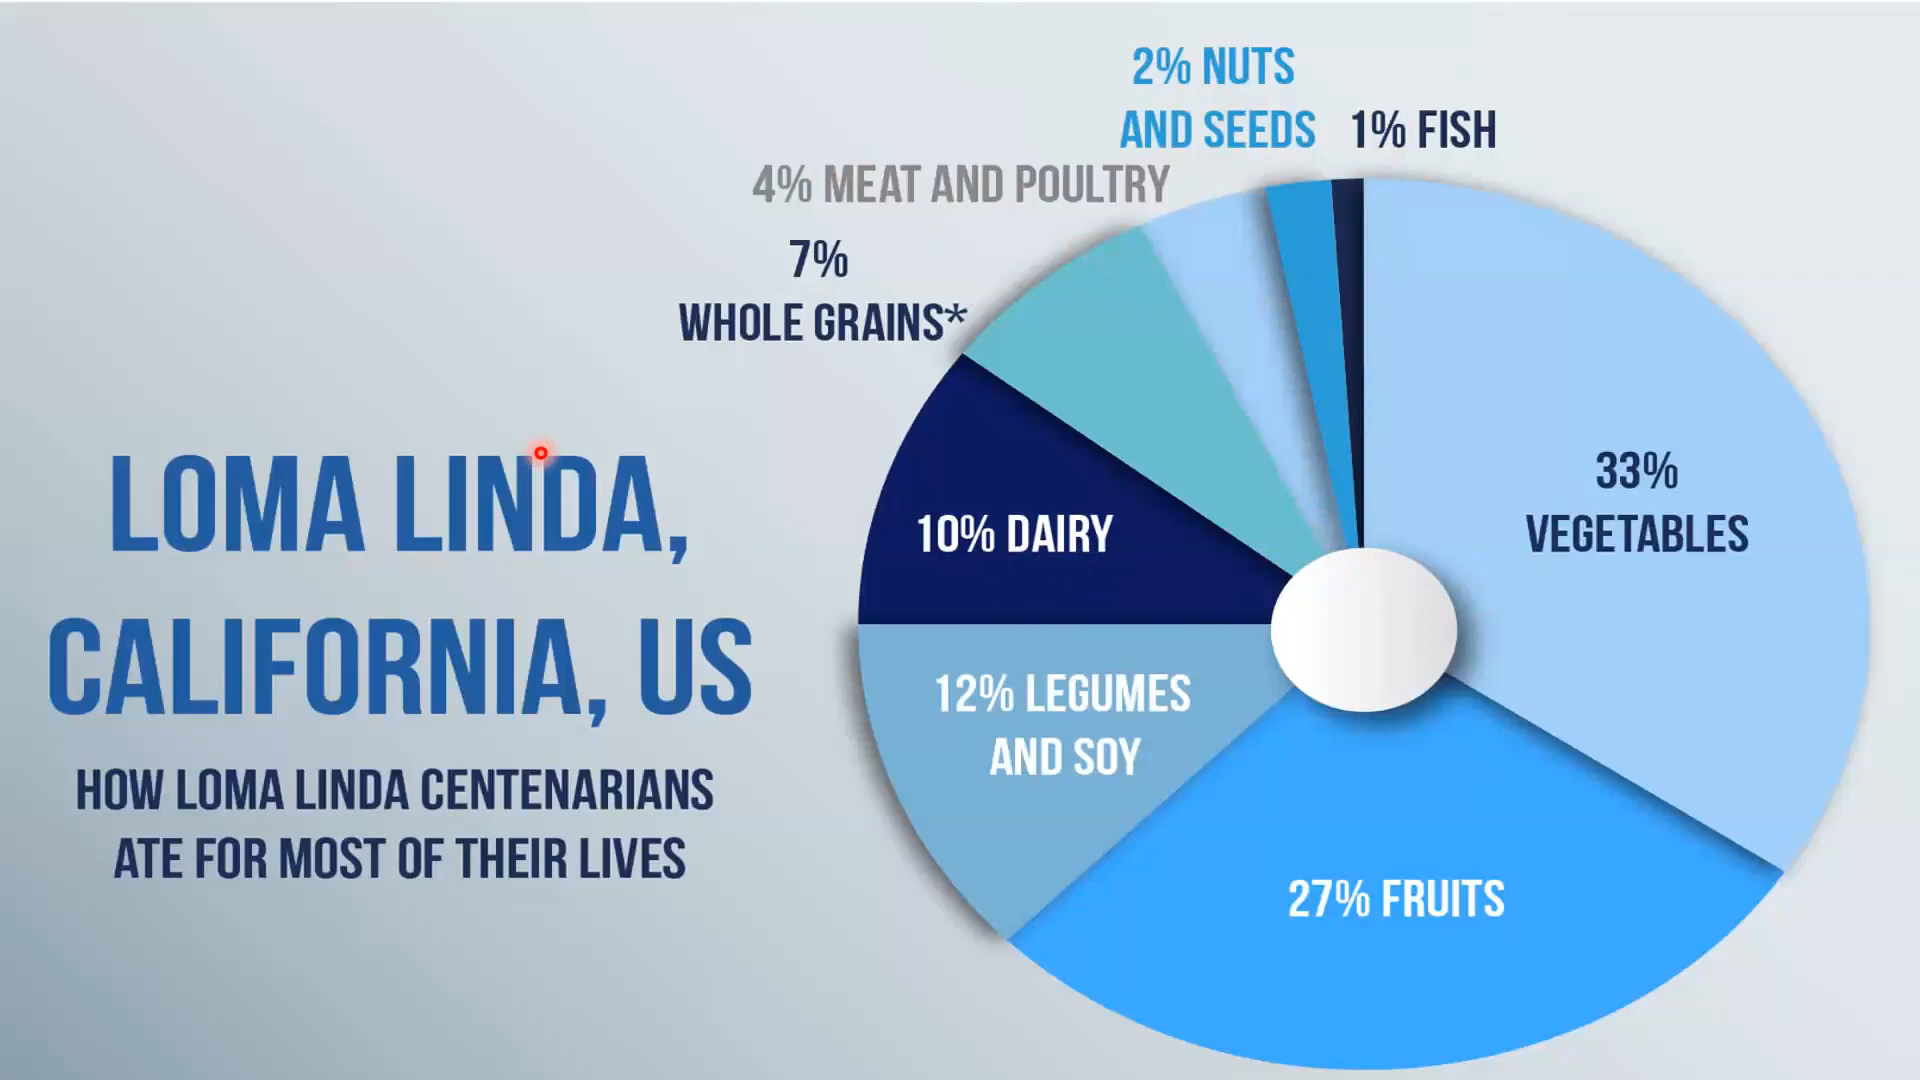 2% NUTS
AND SEEDS
1% FISH
4% MEAT AND POULTRY
7%
WHOLE GRAINS*
33%
VEGETABLES
10% DAIRY
12% LEGUMES
AND SOY
27% FRUITS
LOMA LINDA,
CALIFORNIA, US
HOW LOMA LINDA CENTENARIANS
ATE FOR MOST OF THEIR LIVES